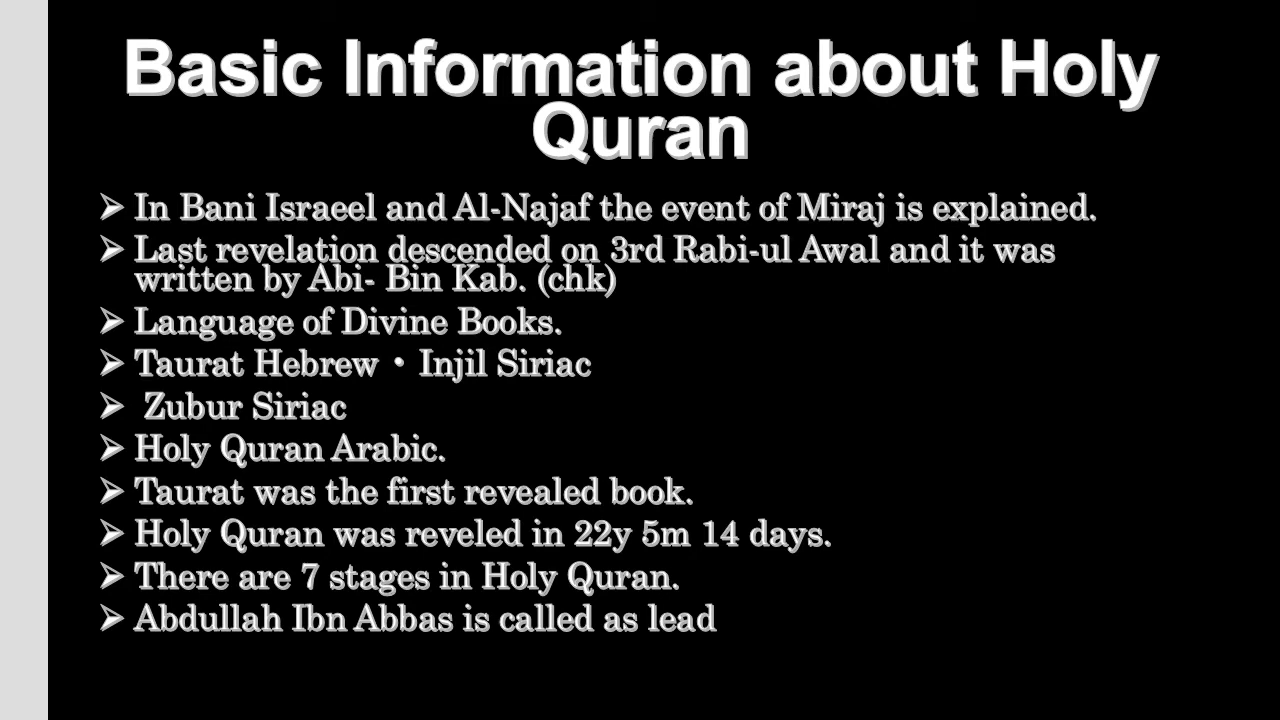 Basic Information about Holy
Quran
➢ In Bani Israeel and Al-Najaf the event of Miraj is explained.
➢ Last revelation descended on 3rd Rabi-ul Awal and it was
written by Abi- Bin Kab. (chk)
➢ Language of Divine Books.
➢ Taurat Hebrew • Injil Siriac
➢ Zubur Siriac
➢ Holy Quran Arabic.
➢ Taurat was the first revealed book.
➢ Holy Quran was reveled in 22y 5m 14 days.
➢ There are 7 stages in Holy Quran.
➢ Abdullah Ibn Abbas is called as lead